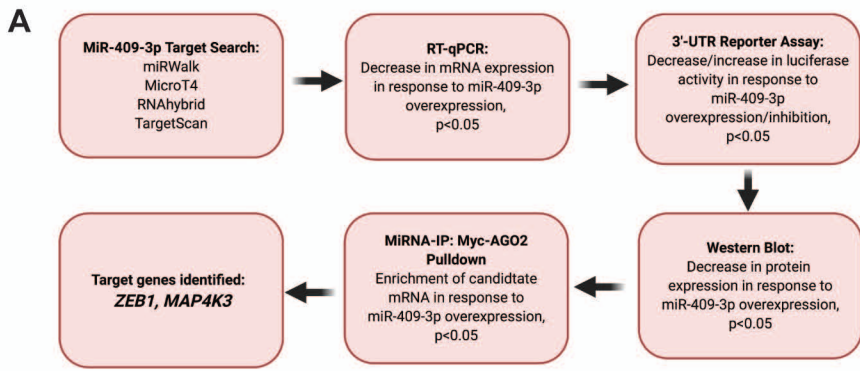 A
MiR-409-3p Target Search:
miRWalk
MicroT4
RNAhybrid
TargetScan
RT-qPCR:
Decrease in mRNA expression
in response to miR-409-3p
overexpression,
p<0.05
3'-UTR Reporter Assay:
Decrease/increase in luciferase
activity in response to
miR-409-3p
overexpression/inhibition,
p<0.05
Western Blot:
Decrease in protein
expression in response to
miR-409-3p overexpression,
p<0.05
MiRNA-IP: Myc-AGO2
Pulldown
Enrichment of candidtate
mRNA in response to
miR-409-3p overexpression,
p<0.05
Target genes identified:
ZEB1, MAP4K3